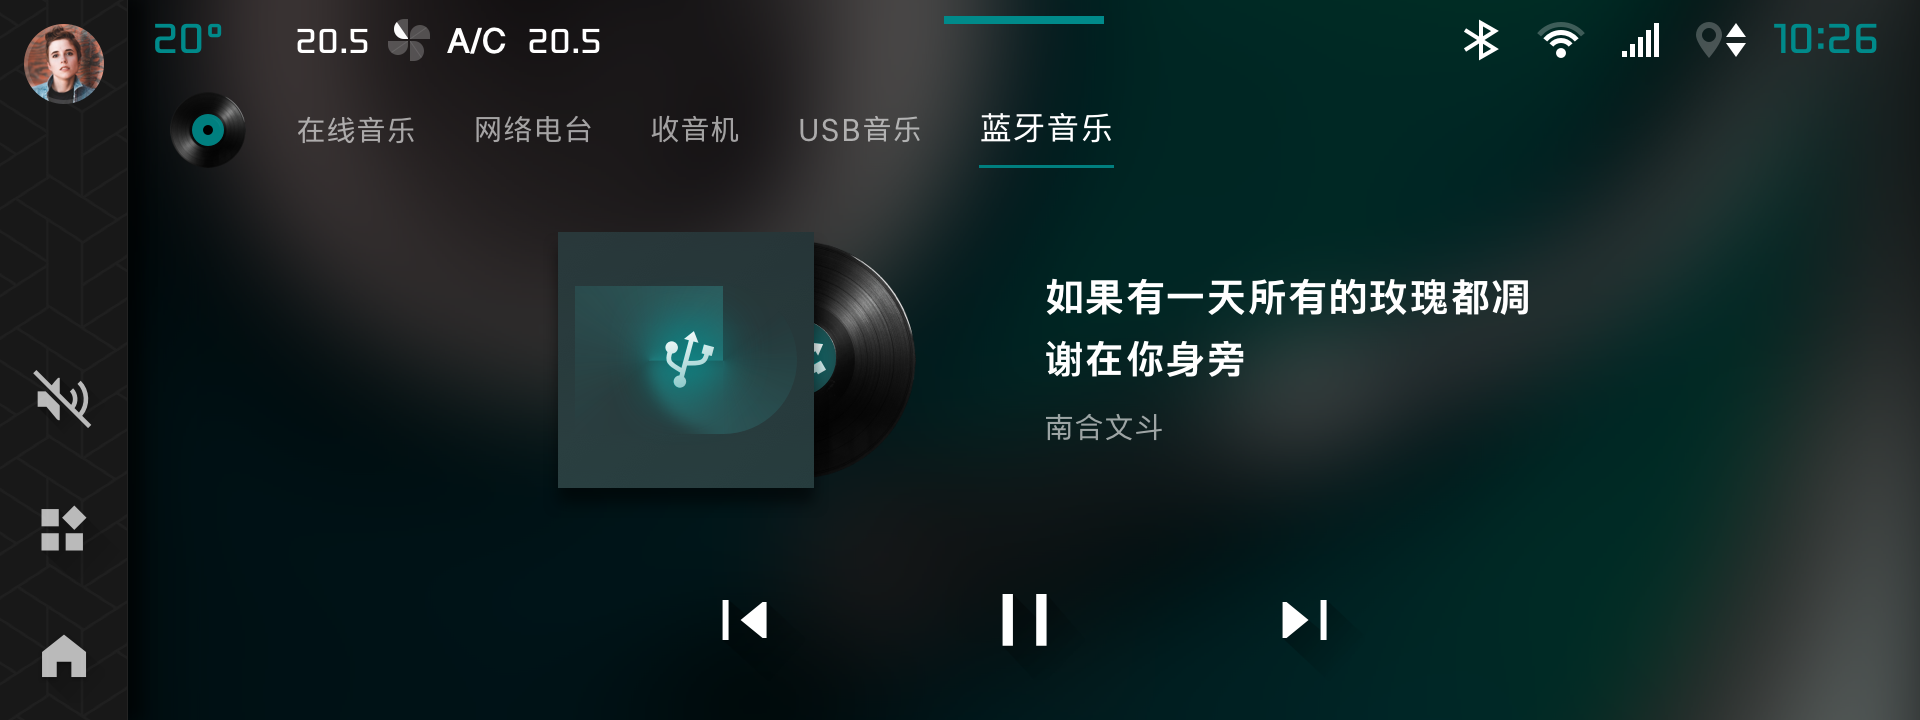 20° 20.5 A/C 20.5 10:26
在线音乐 网络电台 收音机 USB音乐 蓝牙音乐
如果有一天所有的玫瑰都凋
谢在你身旁
南合文斗